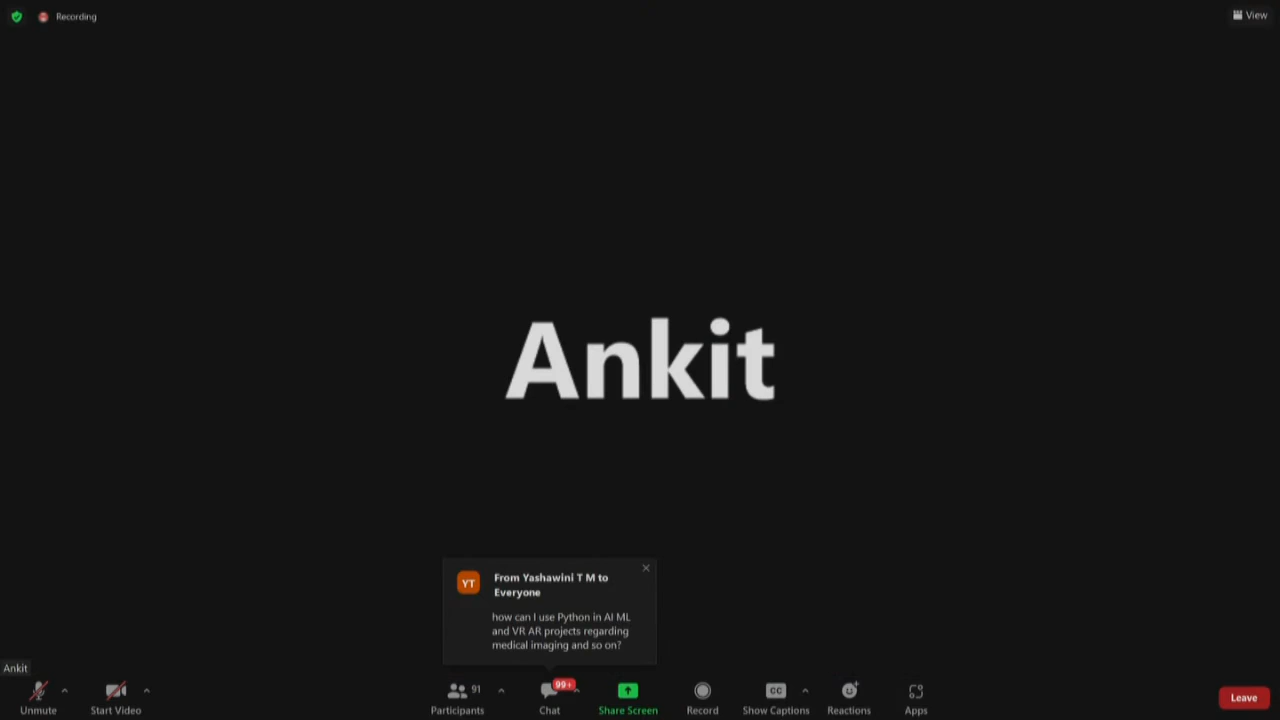 Recording
View
Ankit
YT
From Yashawini T M to
Everyone
how can I use Python in AI ML
and VR AR projects regarding
medical imaging and so on?
Ankit
91
99+
CC
Unmute
Start Video
Participants
Chat
Share Screen
Record
Show Captions
Reactions
Apps
Leave